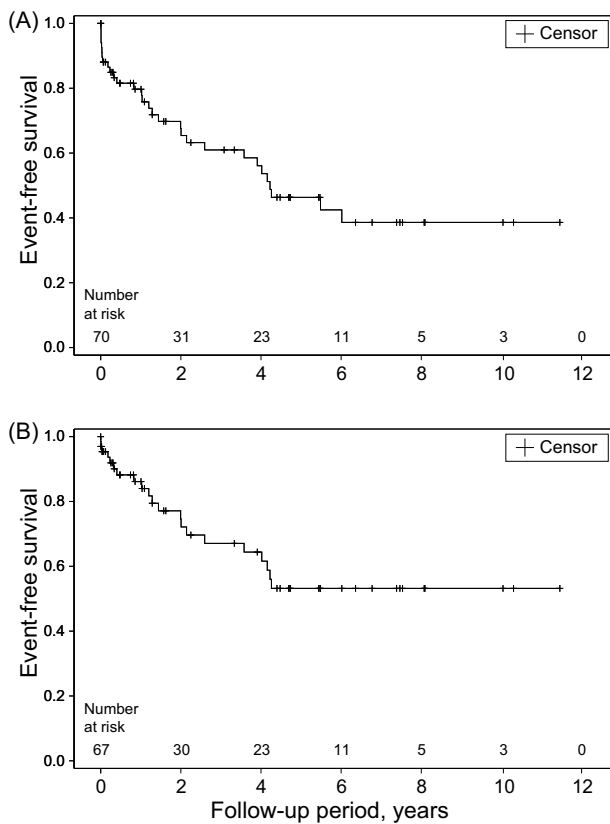 (A)
Censor
1.0
0.8
0.6
0.4
0.2
0.0
Event-free survival
Number
at risk
70 31 23 11 5 3 0
0 2 4 6 8 10 12
(B)
Censor
1.0
0.8
0.6
0.4
0.2
0.0
Event-free survival
Number
at risk
67 30 23 11 5 3 0
0 2 4 6 8 10 12
Follow-up period, years